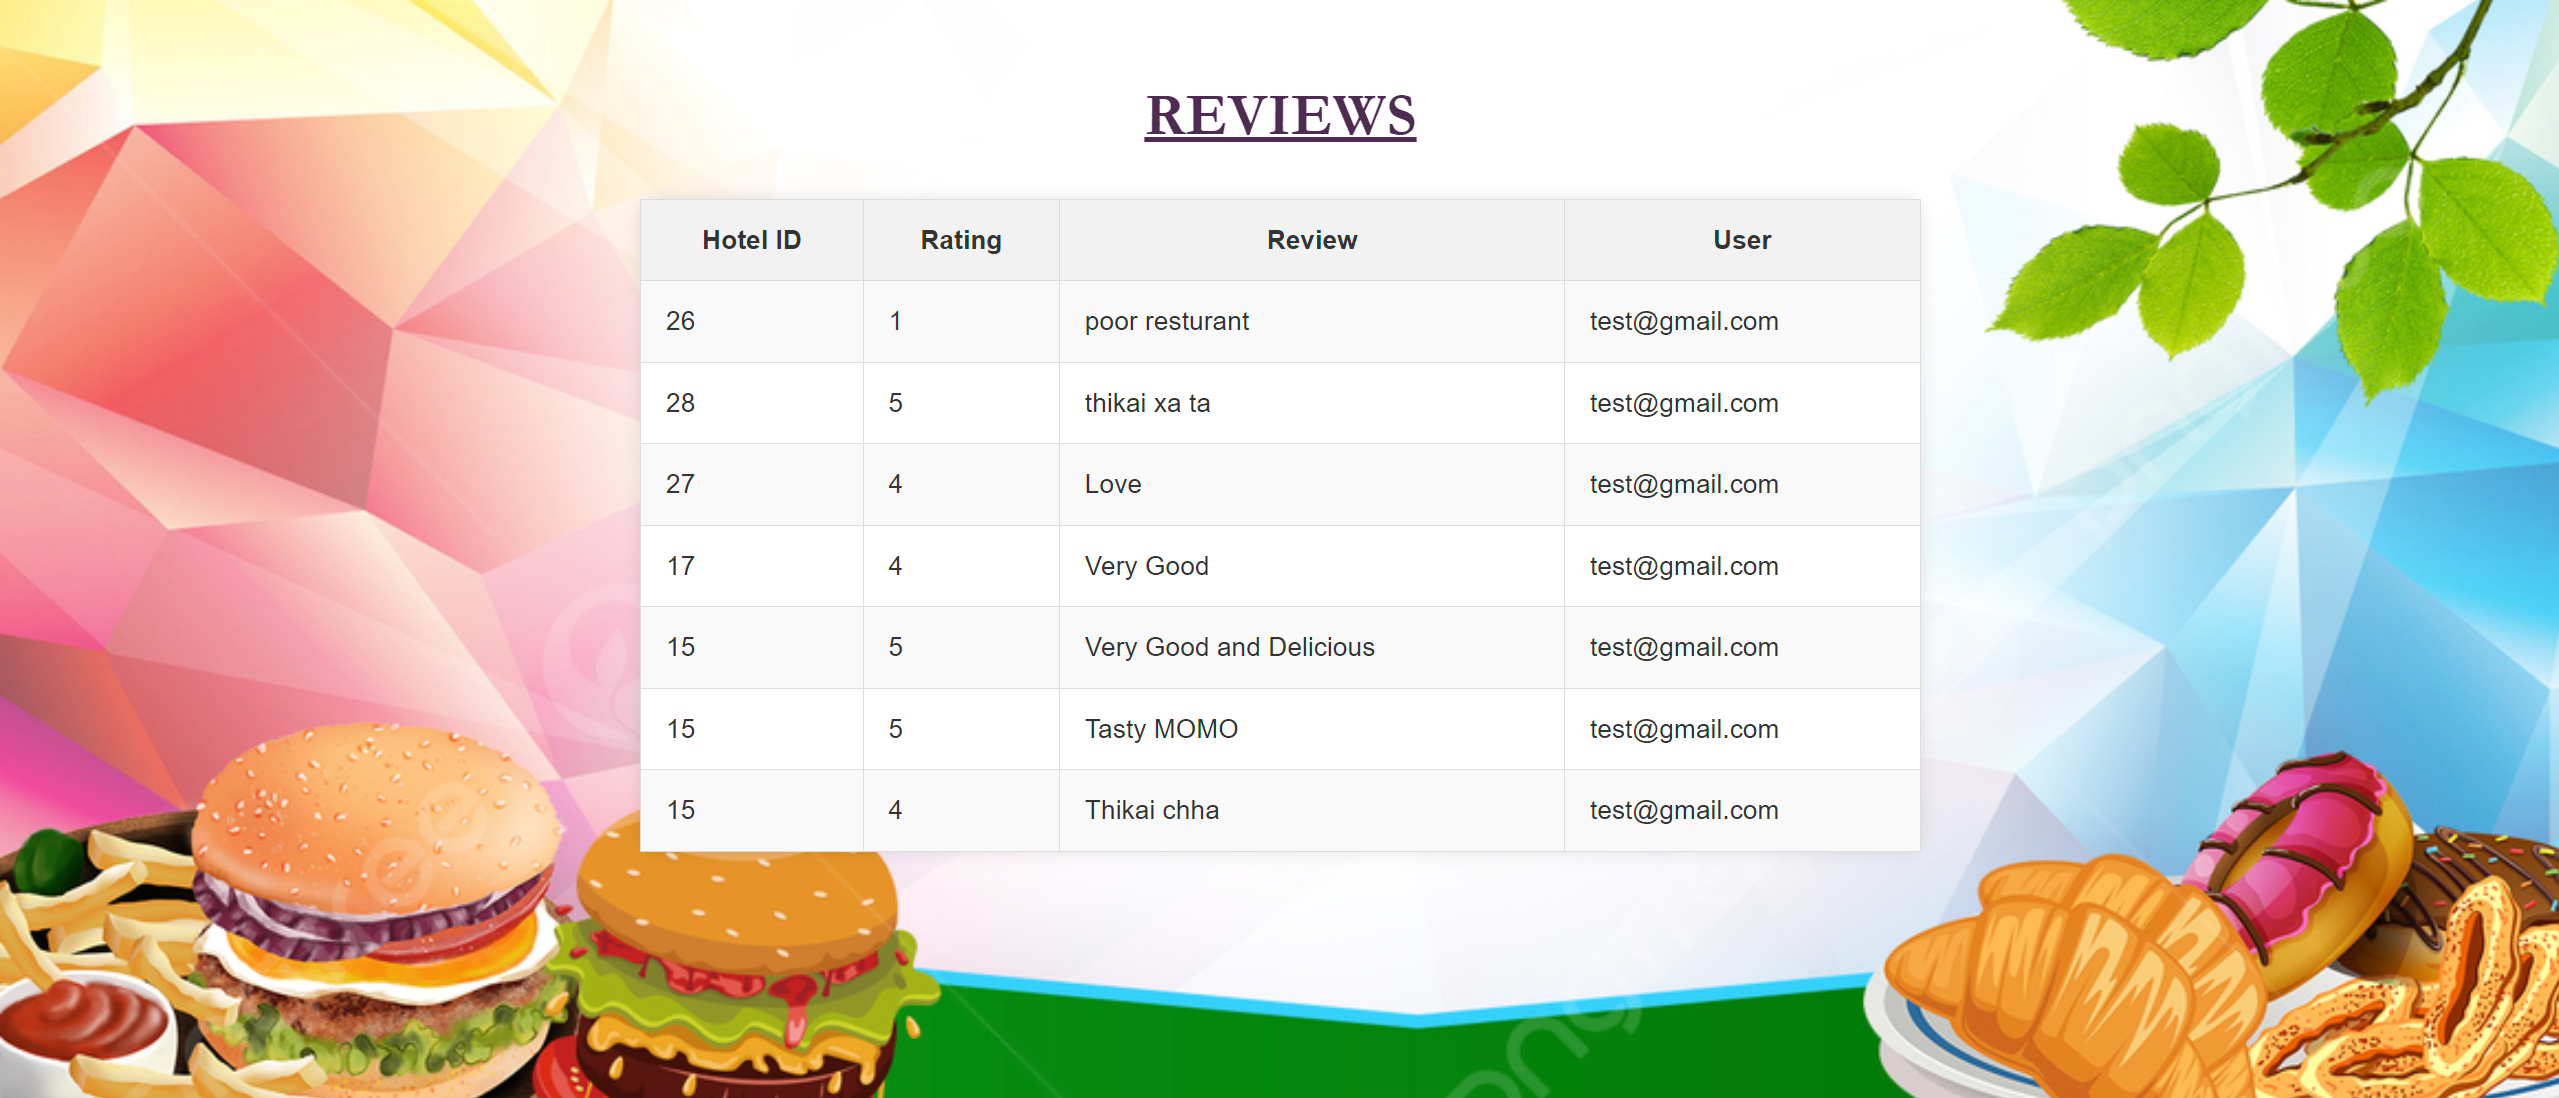 REVIEWS
Hotel ID Rating Review User
26 1 poor resturant test@gmail.com
28 5 thikai xa ta test@gmail.com
27 4 Love test@gmail.com
17 4 Very Good test@gmail.com
15 5 Very Good and Delicious test@gmail.com
15 5 Tasty MOMO test@gmail.com
15 4 Thikai chha test@gmail.com